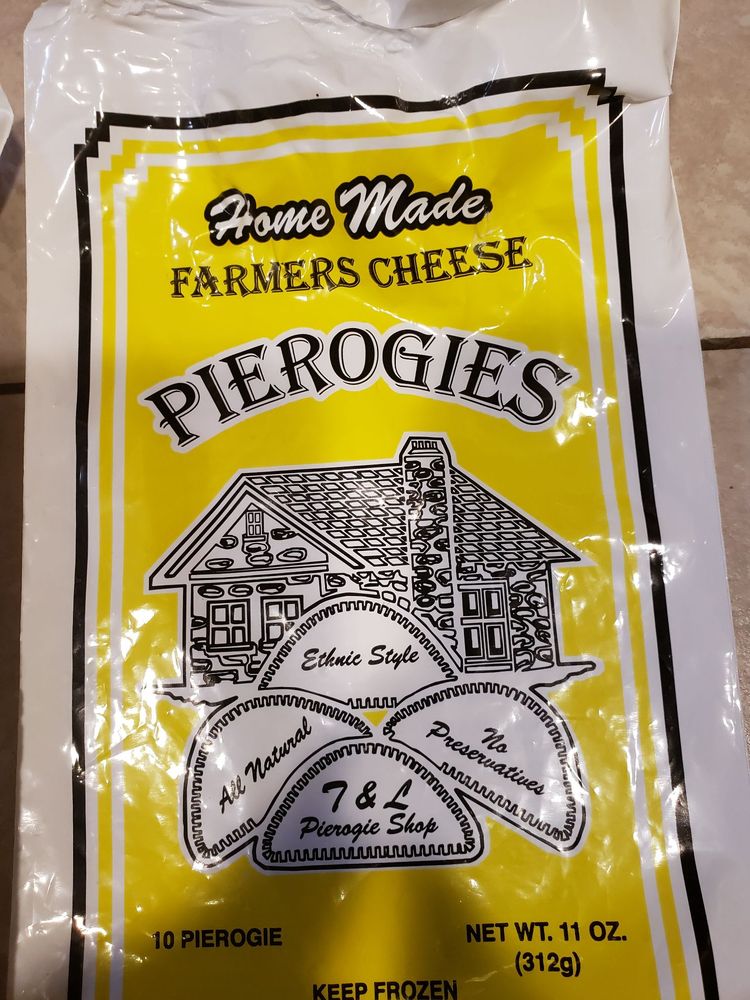 Home Made
FARMERS CHEESE
PIEROGIES
Ethnic Style
All Natural
No
Preservatives
T & L
Pierogie Shop
10 PIEROGIE
NET WT. 11 OZ.
(312g)
KEEP FROZEN